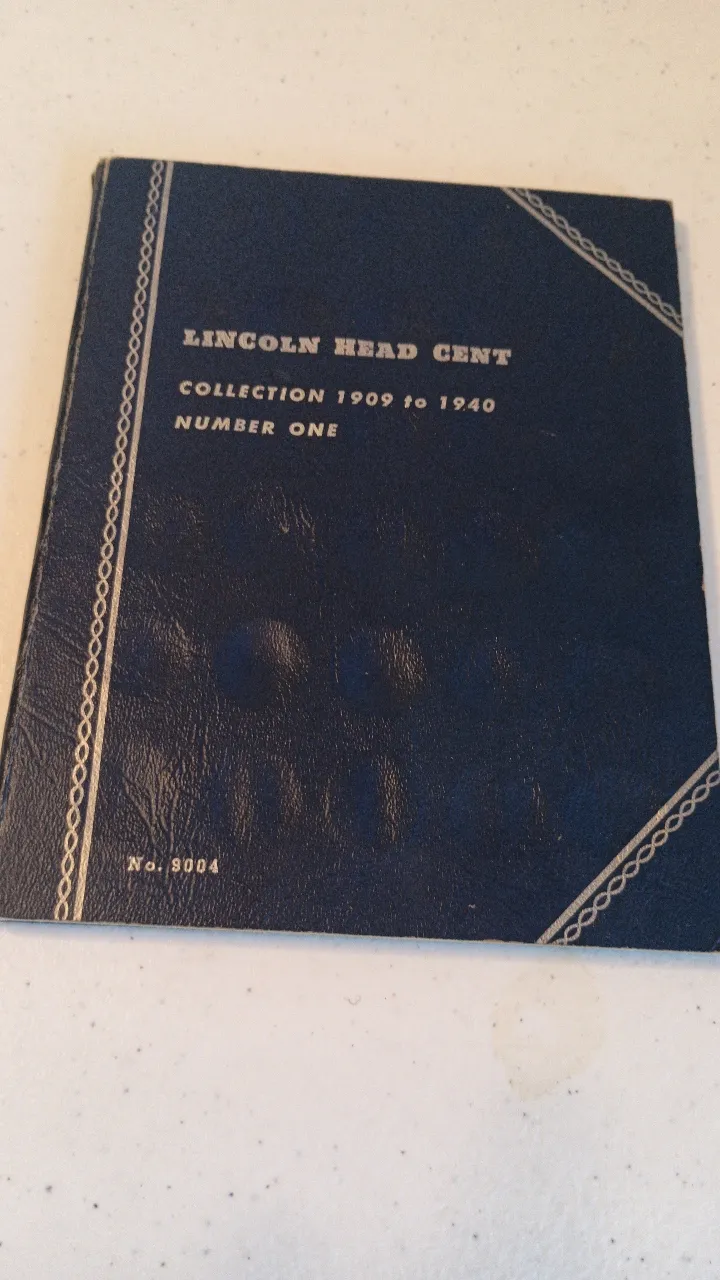 LINCOLN HEAD CENT
COLLECTION 1909 to 1940
NUMBER ONE
No. 9004